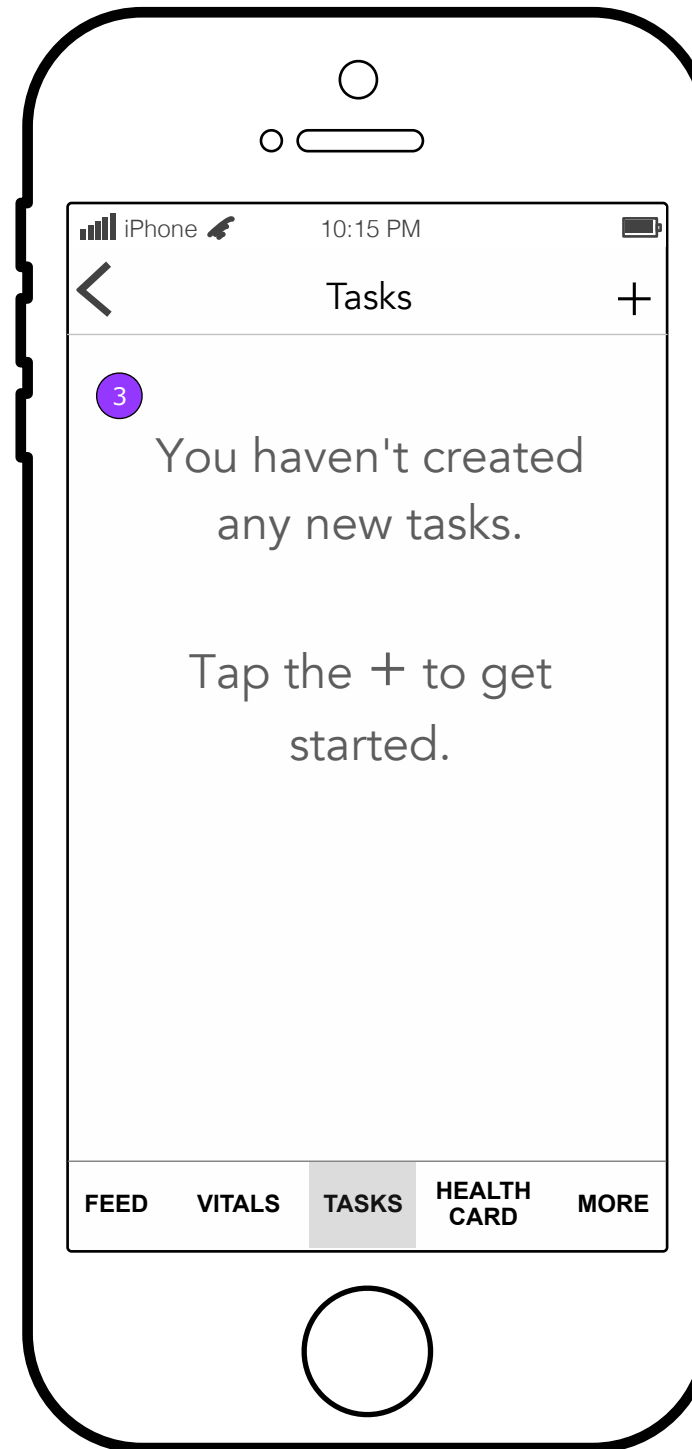 iPhone 10:15 PM
Tasks +
3
You haven't created
any new tasks.
Tap the + to get
started.
FEED VITALS TASKS HEALTH CARD MORE